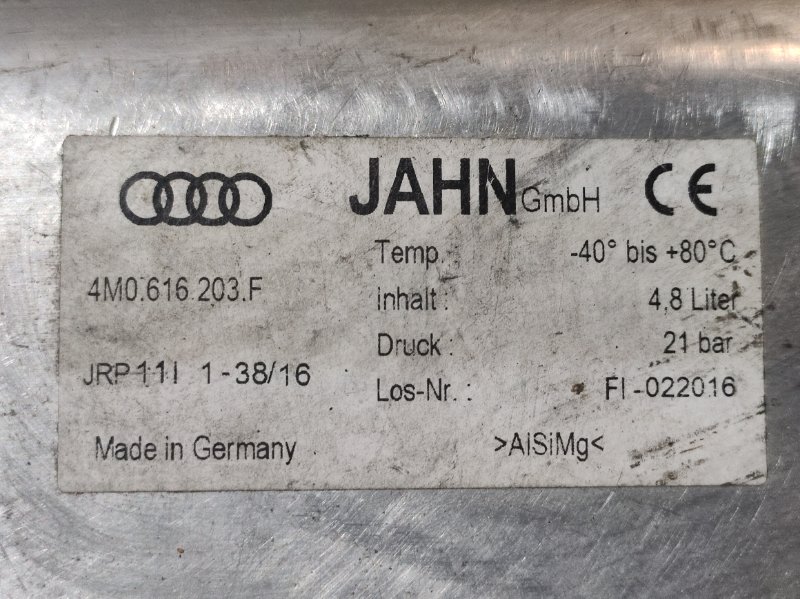 JAHN GmbH CE
Temp. : -40° bis +80°C
4M0.616.203.F
inhalt : 4,8 Liter
Druck : 21 bar
JRP 11I 1-38/16
Los-Nr. : FI-022016
Made in Germany
>AlSiMg<